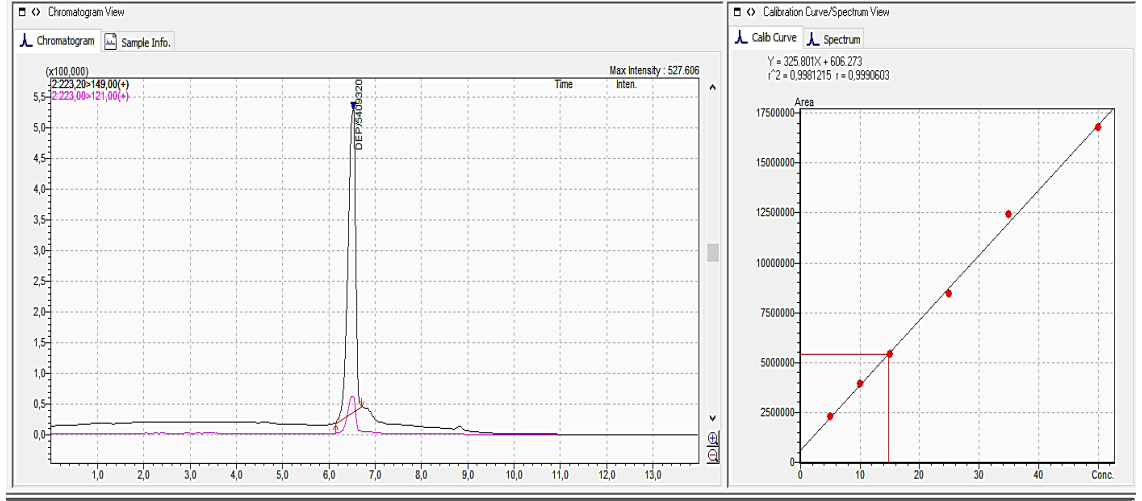 Chromatogram View
Chromatogram Sample Info.
(x100,000)
Max Intensity : 527.606
2:223,20>149,00(+)
Time Inten.
2:223,00>121,00(+)
DEP/5409320
5,5
5,0
4,5
4,0
3,5
3,0
2,5
2,0
1,5
1,0
0,5
0,0
1,0 2,0 3,0 4,0 5,0 6,0 7,0 8,0 9,0 10,0 11,0 12,0 13,0
Calibration Curve/Spectrum View
Calib Curve Spectrum
Y = 325.801X + 606.273
r^2 = 0,9981215 r = 0,9990603
Area
17500000
15000000
12500000
10000000
7500000
5000000
2500000
0
0 10 20 30 40 Conc.